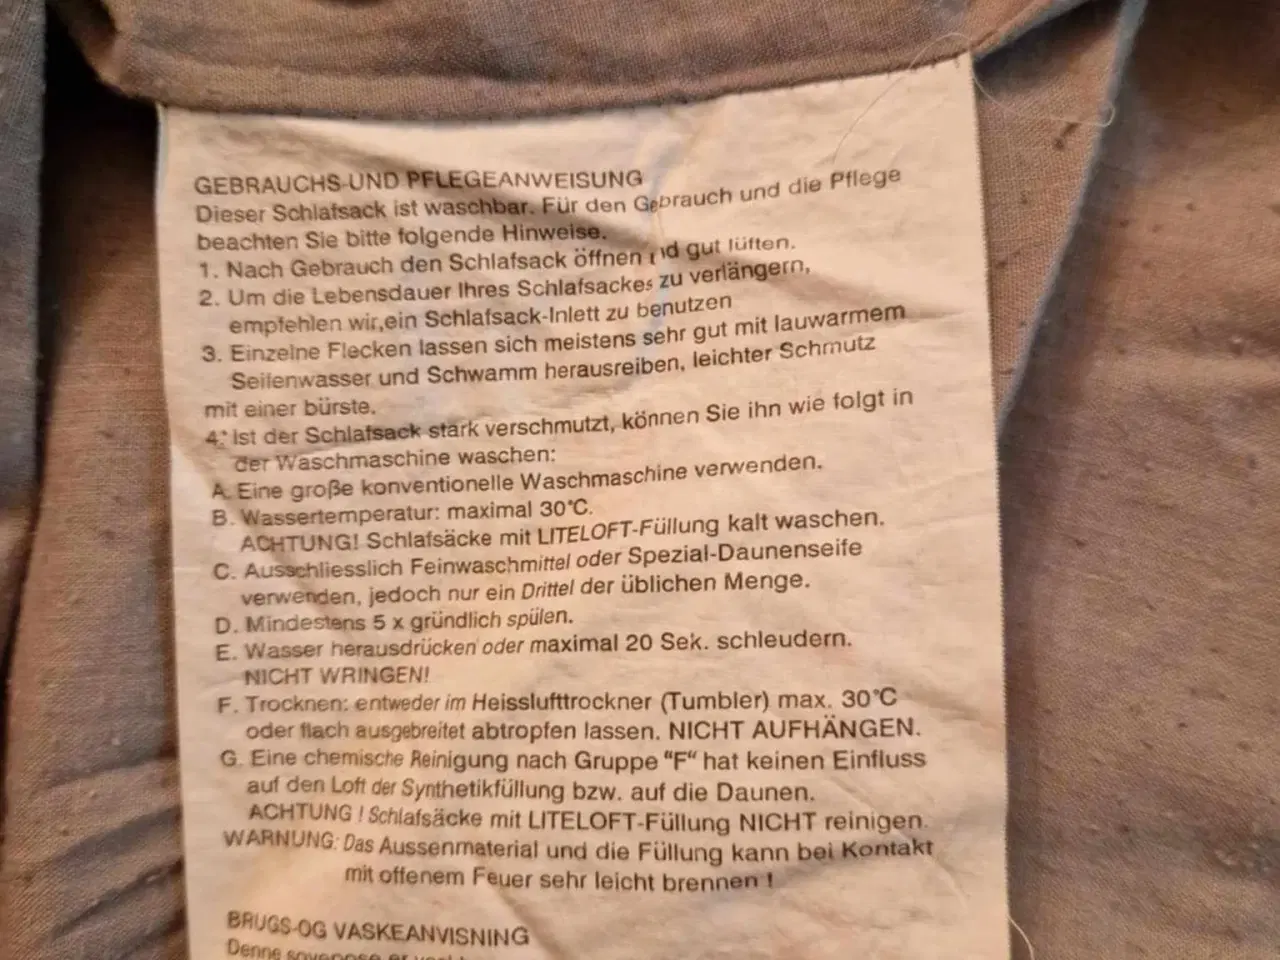 GEBRAUCHS-UND PFLEGEANWEISUNG
Dieser Schlafsack ist waschbar. Für den Gebrauch und die Pflege
beachten Sie bitte folgende Hinweise.
1. Nach Gebrauch den Schlafsack öffnen und gut lüften.
2. Um die Lebensdauer Ihres Schlafsackes zu verlängern,
empfehlen wir,ein Schlafsack-Inlett zu benutzen
3. Einzelne Flecken lassen sich meistens sehr gut mit lauwarmem
Seifenwasser und Schwamm herausreiben, leichter Schmutz
mit einer bürste.
4. Ist der Schlafsack stark verschmutzt, können Sie ihn wie folgt in
der Waschmaschine waschen:
A. Eine große konventionelle Waschmaschine verwenden.
B. Wassertemperatur: maximal 30°C.
ACHTUNG! Schlafsäcke mit LITELOFT-Füllung kalt waschen.
C. Ausschliesslich Feinwaschmittel oder Spezial-Daunenseife
verwenden, jedoch nur ein Drittel der üblichen Menge.
D. Mindestens 5 x gründlich spülen.
E. Wasser herausdrücken oder maximal 20 Sek. schleudern.
NICHT WRINGEN!
F. Trocknen: entweder im Heisslufttrockner (Tumbler) max. 30°C
oder flach ausgebreitet abtropfen lassen. NICHT AUFHÄNGEN.
G. Eine chemische Reinigung nach Gruppe "F" hat keinen Einfluss
auf den Loft der Synthetikfüllung bzw. auf die Daunen.
ACHTUNG ! Schlafsäcke mit LITELOFT-Füllung NICHT reinigen.
WARNUNG: Das Aussenmaterial und die Füllung kann bei Kontakt
mit offenem Feuer sehr leicht brennen !
BRUGS-OG VASKEANVISNING
Denne sovepose er